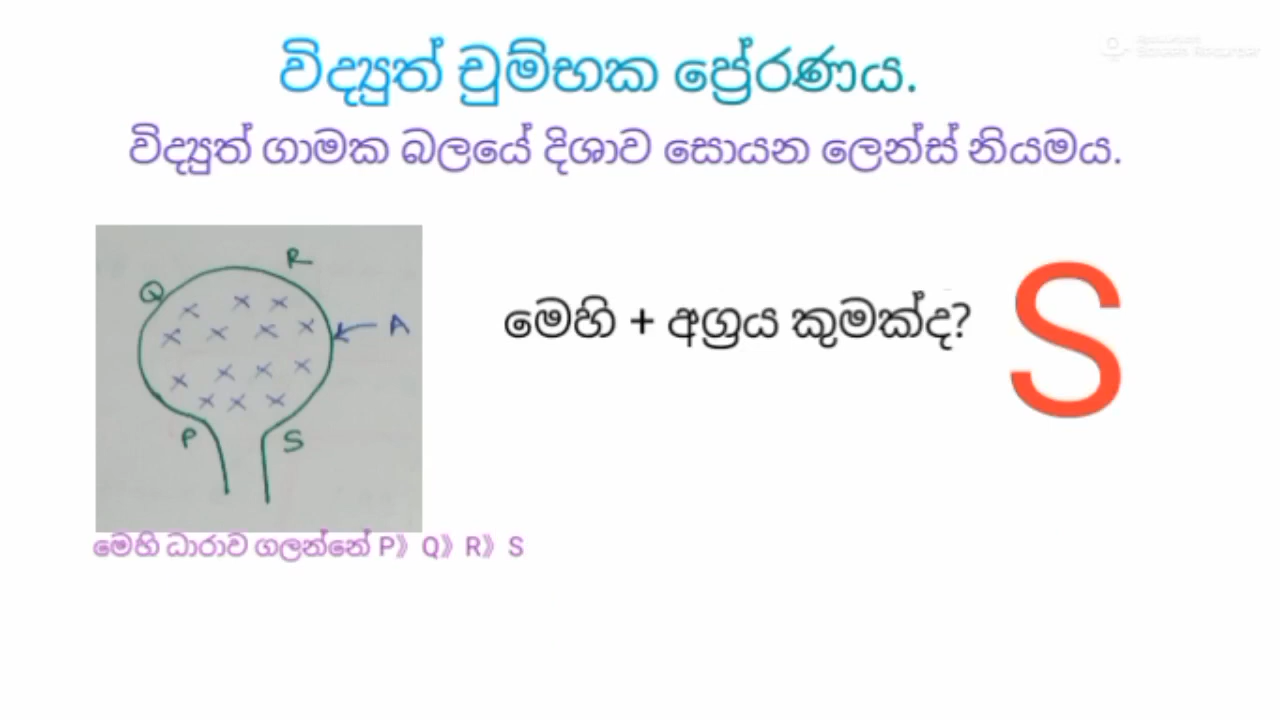 විද්‍යුත් චුම්භක ප්‍රේරණය.
විද්‍යුත් ගාමක බලයේ දිශාව සොයන ලෙන්ස් නියමය.
R
Q
A
P S
මෙහි + අග්‍රය කුමක්ද? S
මෙහි ධාරාව ගලන්නේ P》Q》R》S